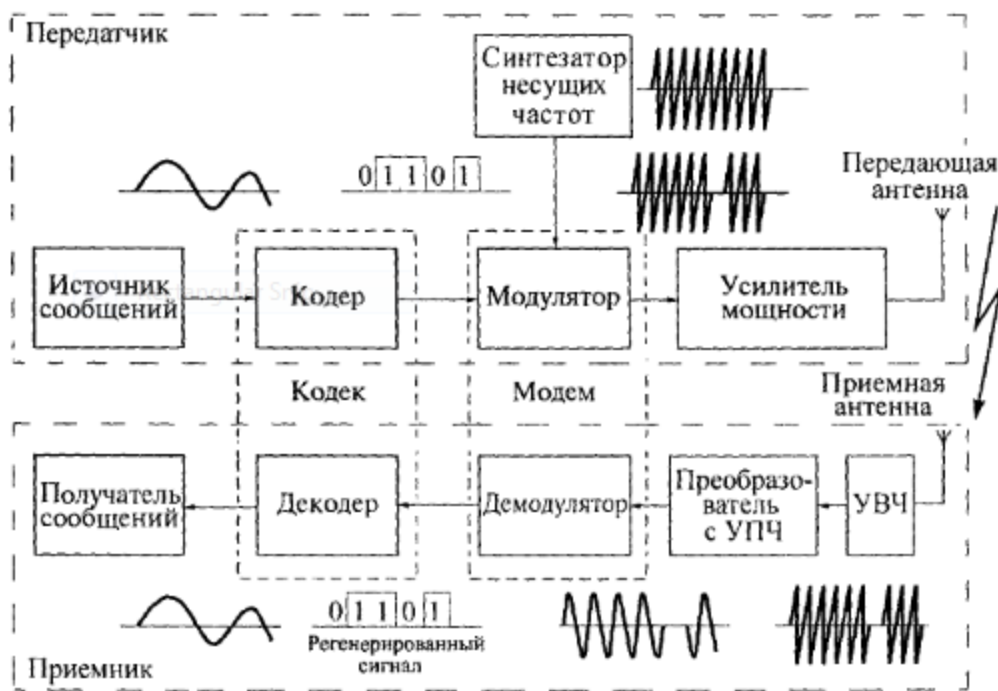 Передатчик
Синтезатор
несущих
частот
0 1 1 0 1
Передающая
антенна
Источник
сообщений
Кодер
Модулятор
Усилитель
мощности
Кодек
Модем
Приемная
антенна
Получатель
сообщений
Декодер
Демодулятор
Преобразо-
ватель
с УПЧ
УВЧ
0 1 1 0 1
Регенерированный
сигнал
Приемник